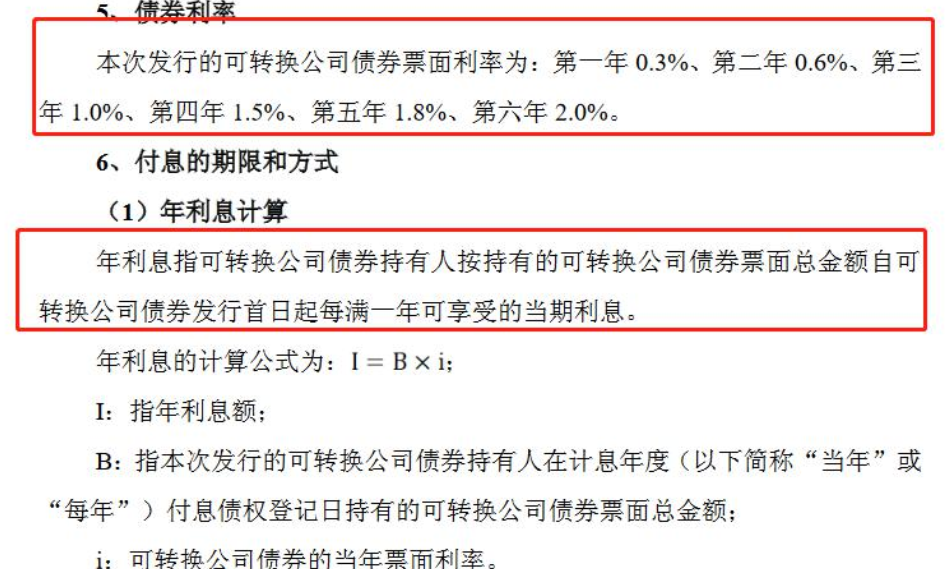 5、债券利率
本次发行的可转换公司债券票面利率为：第一年 0.3%、第二年 0.6%、第三
年 1.0%、第四年 1.5%、第五年 1.8%、第六年 2.0%。
6、付息的期限和方式
（1）年利息计算
年利息指可转换公司债券持有人按持有的可转换公司债券票面总金额自可
转换公司债券发行首日起每满一年可享受的当期利息。
年利息的计算公式为：I = B × i；
I：指年利息额；
B：指本次发行的可转换公司债券持有人在计息年度（以下简称“当年”或
“每年”）付息债权登记日持有的可转换公司债券票面总金额；
i：可转换公司债券的当年票面利率。